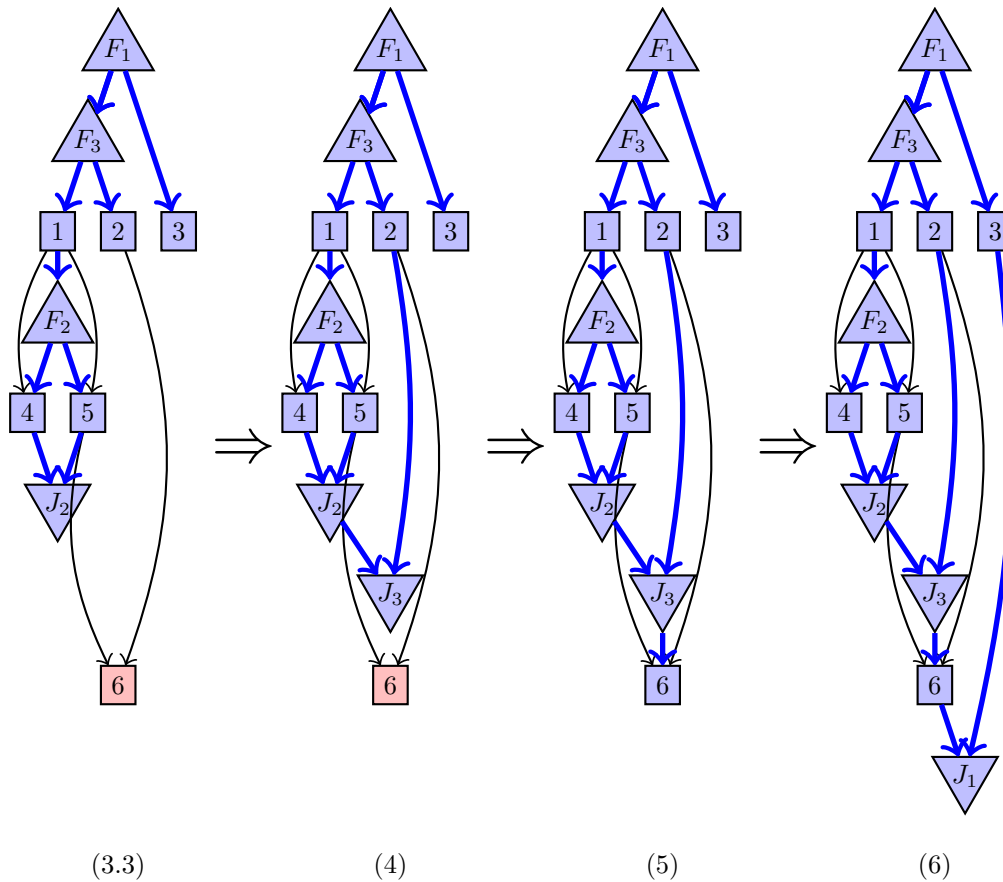 F₁ F₁ F₁ F₁
F₃ F₃ F₃ F₃
1 2 3 1 2 3 1 2 3 1 2 3
F₂ F₂ F₂ F₂
4 5 4 5 4 5 4 5
⇒ ⇒ ⇒
J₂ J₂ J₂ J₂
J₃ J₃ J₃
6 6 6 6
J₁
(3.3) (4) (5) (6)